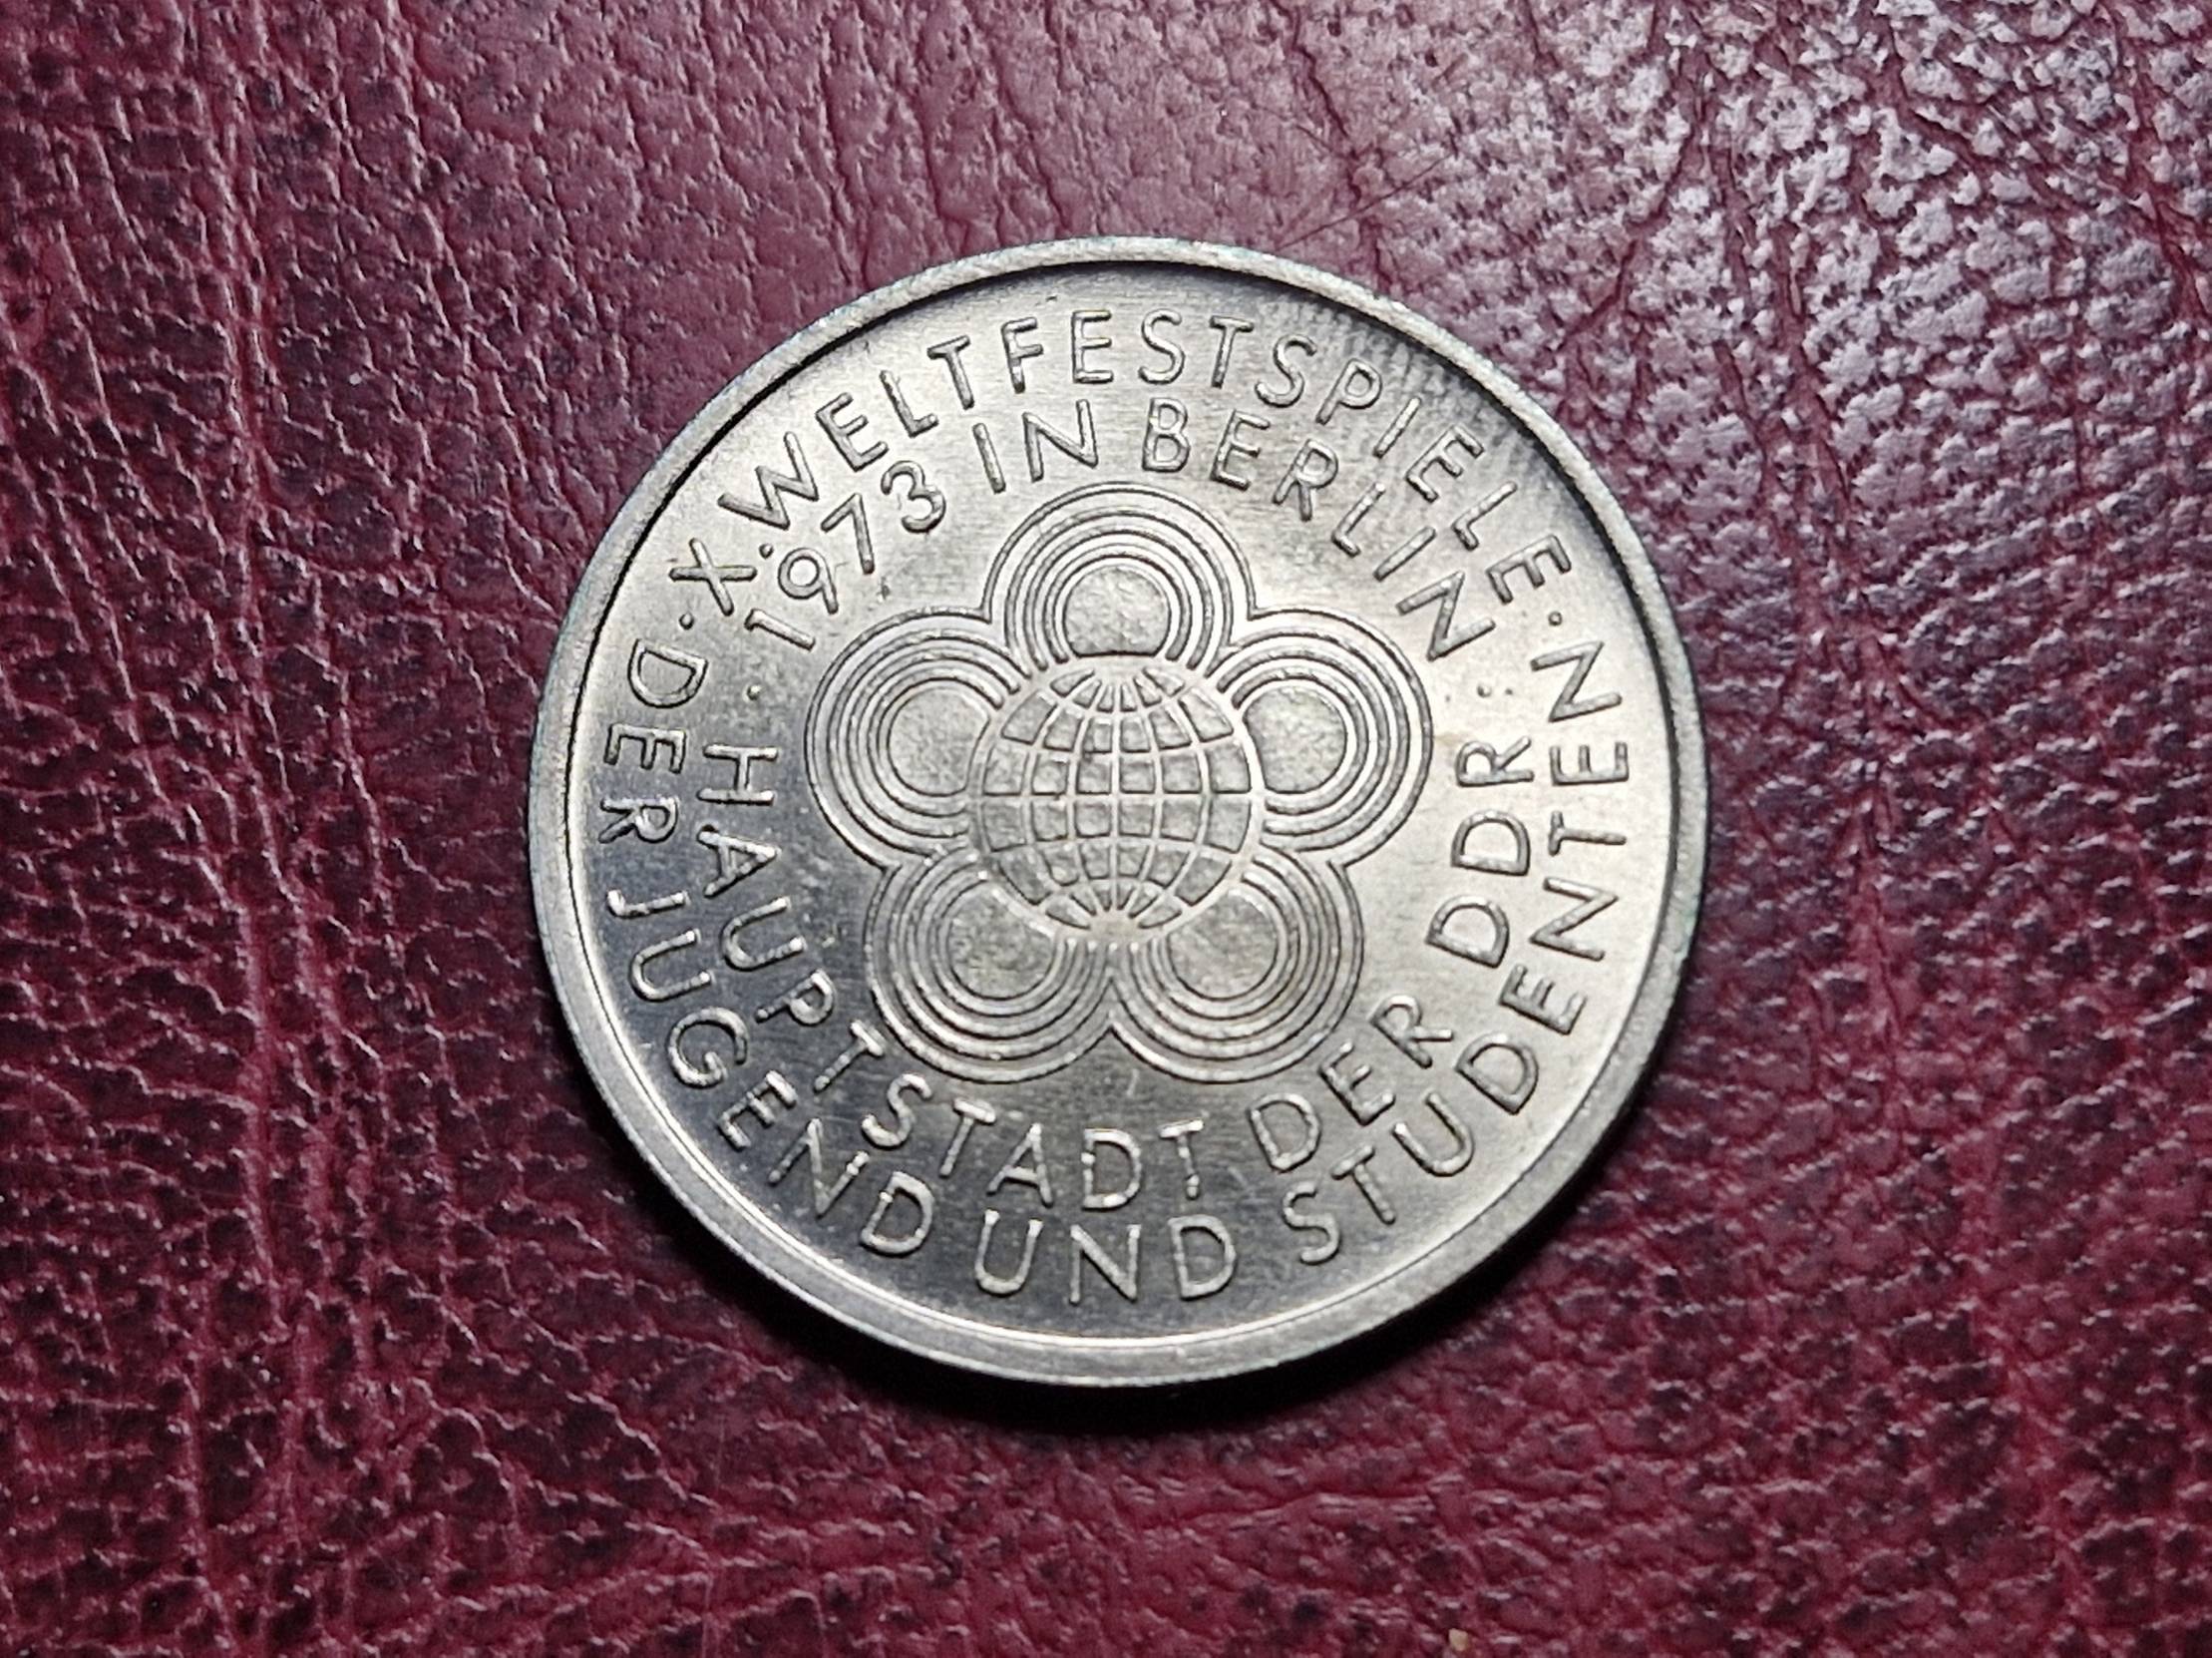 X. WELTFESTSPIELE
· DER JUGEND UND STUDENTEN ·
1973 IN BERLIN
· HAUPTSTADT DER DDR ·